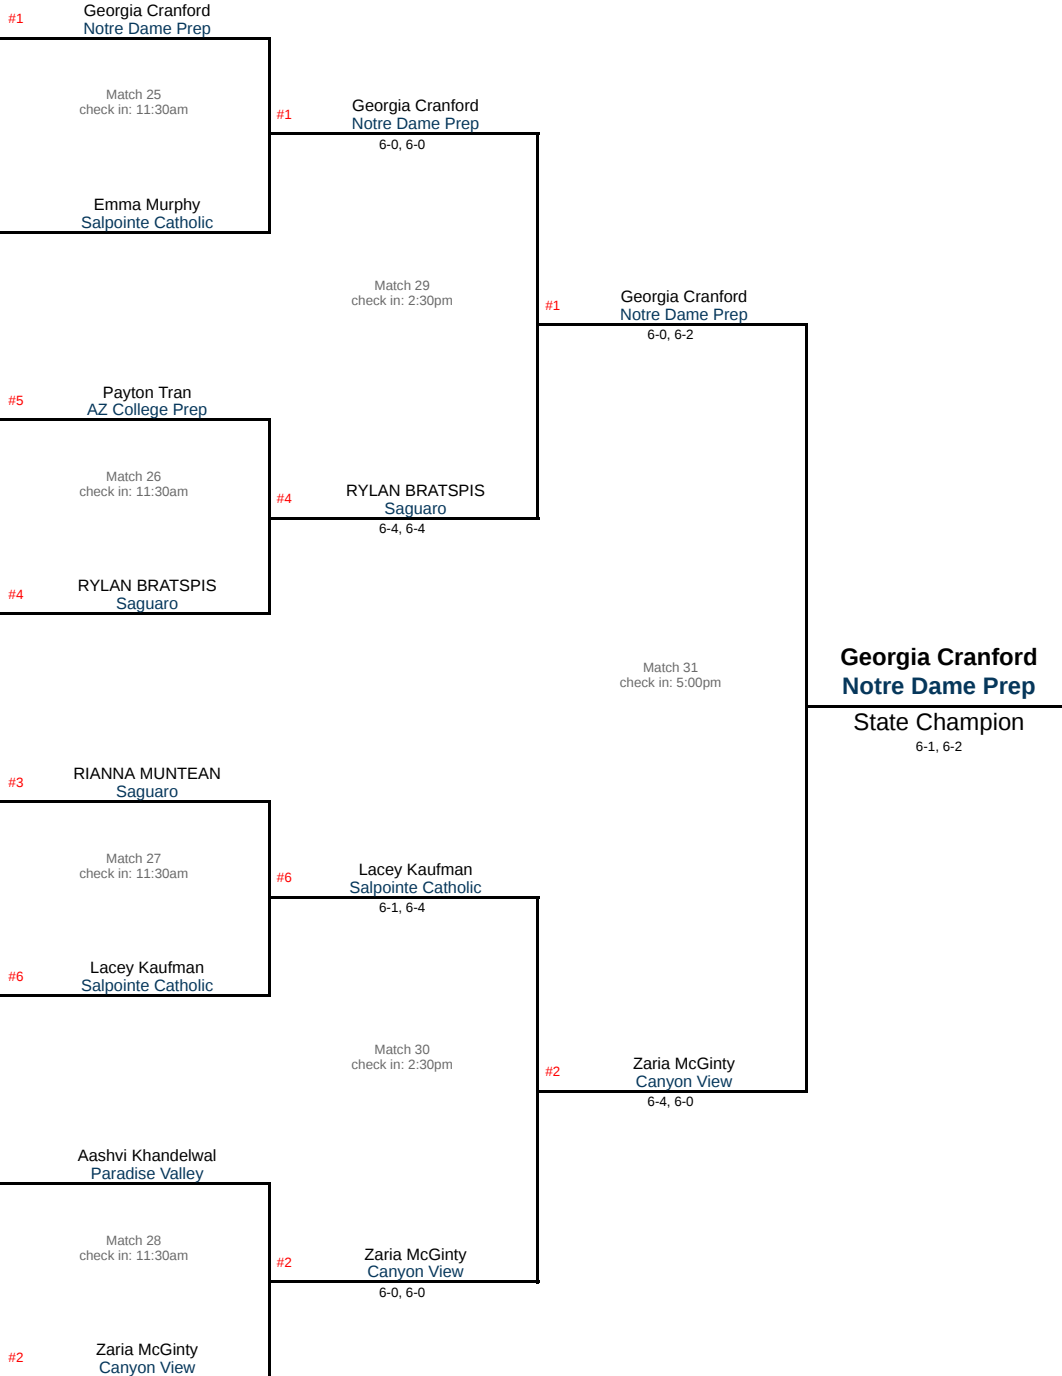 #1
Georgia Cranford
Notre Dame Prep
Match 25
check in: 11:30am
#1
Georgia Cranford
Notre Dame Prep
6-0, 6-0
Emma Murphy
Salpointe Catholic
Match 29
check in: 2:30pm
#1
Georgia Cranford
Notre Dame Prep
6-0, 6-2
#5
Payton Tran
AZ College Prep
Match 26
check in: 11:30am
#4
RYLAN BRATSPIS
Saguaro
6-4, 6-4
#4
RYLAN BRATSPIS
Saguaro
Match 31
check in: 5:00pm
Georgia Cranford
Notre Dame Prep
State Champion
6-1, 6-2
#3
RIANNA MUNTEAN
Saguaro
Match 27
check in: 11:30am
#6
Lacey Kaufman
Salpointe Catholic
6-1, 6-4
#6
Lacey Kaufman
Salpointe Catholic
Match 30
check in: 2:30pm
#2
Zaria McGinty
Canyon View
6-4, 6-0
Aashvi Khandelwal
Paradise Valley
Match 28
check in: 11:30am
#2
Zaria McGinty
Canyon View
6-0, 6-0
#2
Zaria McGinty
Canyon View